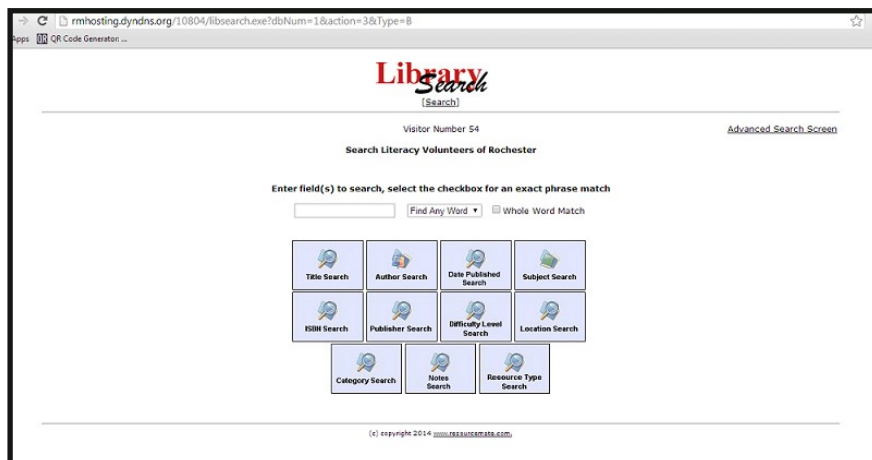 rmhosting.dyndns.org/10804/libsearch.exe?dbNum=1&action=3&Type=B
Apps QR QR Code Generator: ...
Library
Search
[Search]
Visitor Number 54 Advanced Search Screen
Search Literacy Volunteers of Rochester
Enter field(s) to search, select the checkbox for an exact phrase match
Find Any Word Whole Word Match
Title Search Author Search Date Published Search Subject Search
ISBN Search Publisher Search Difficulty Level Search Location Search
Category Search Notes Search Resource Type Search
(c) copyright 2014 www.resourcemate.com.